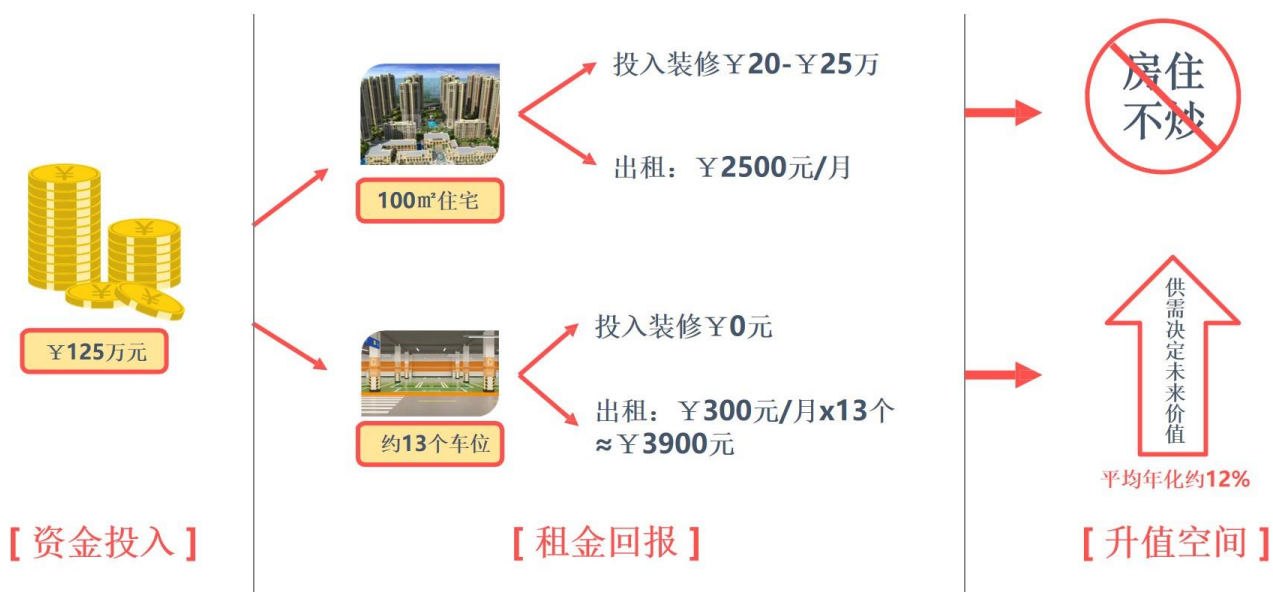 ¥125万元
[ 资金投入 ]
100㎡住宅
投入装修¥20-¥25万
出租：¥2500元/月
约13个车位
投入装修¥0元
出租：¥300元/月x13个
≈¥3900元
[ 租金回报 ]
房住
不炒
供需决定未来价值
平均年化约12%
[ 升值空间 ]